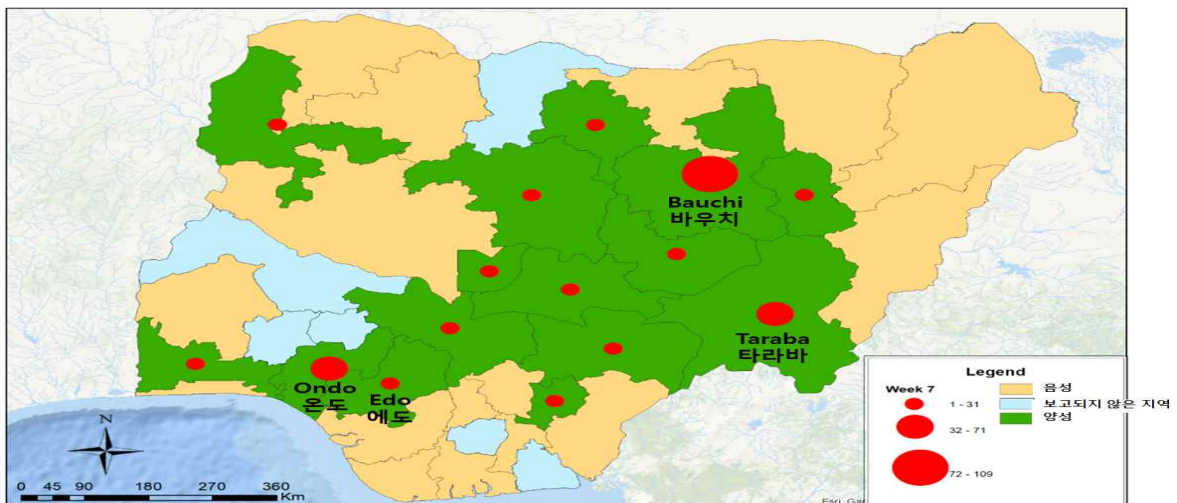 Bauchi
바우치
Taraba
타라바
Ondo
온도
Edo
에도
N
0 45 90 180 270 360
Km
Legend
Week 7
1 - 31
32 - 71
72 - 109
음성
보고되지 않은 지역
양성
Esri, Gar